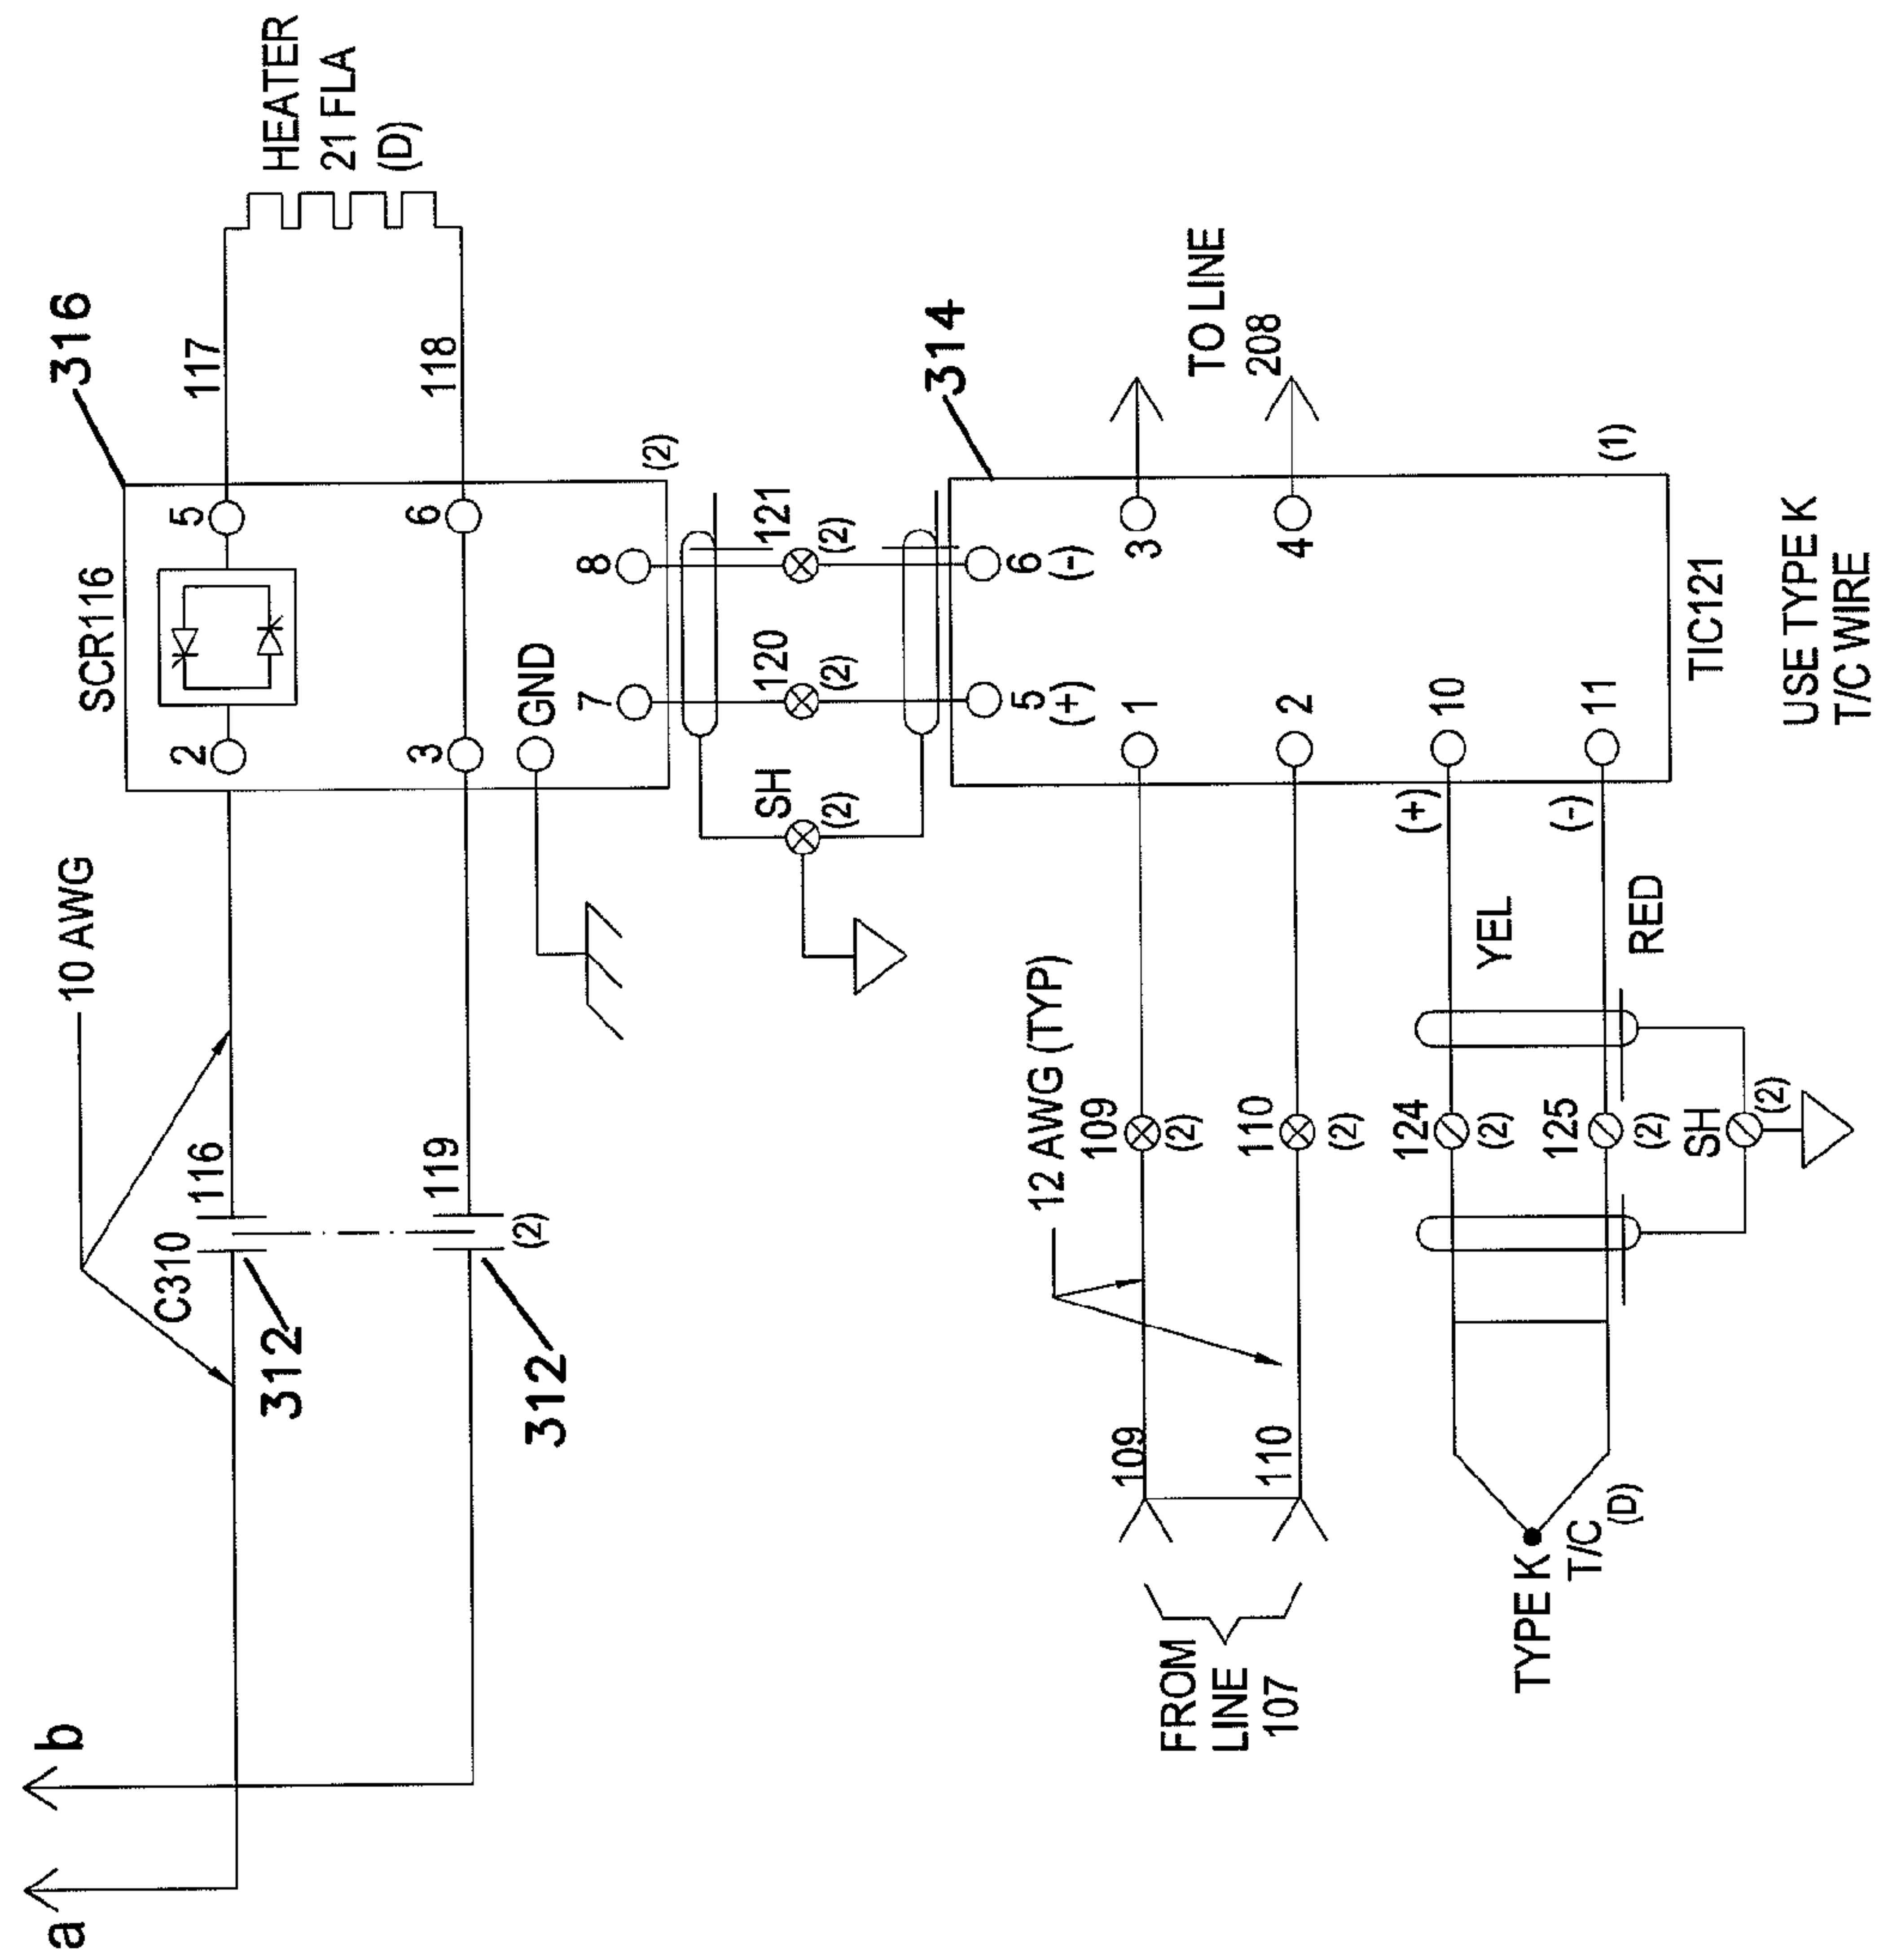 a
b
10 AWG
C310
116
119
(2)
312
312
SCR116
316
2
5
3
6
GND
7
8
(2)
117
118
HEATER
21 FLA
(D)
SH
(2)
120
(2)
121
(2)
314
5
(+)
6
(-)
1
3
2
4
10
11
(1)
TO LINE
208
TIC121
USE TYPE K
T/C WIRE
12 AWG (TYP)
109
109
(2)
110
110
(2)
FROM
LINE
107
124
(2)
125
(2)
SH
(2)
(+)
(-)
YEL
RED
TYPE K
T/C
(D)